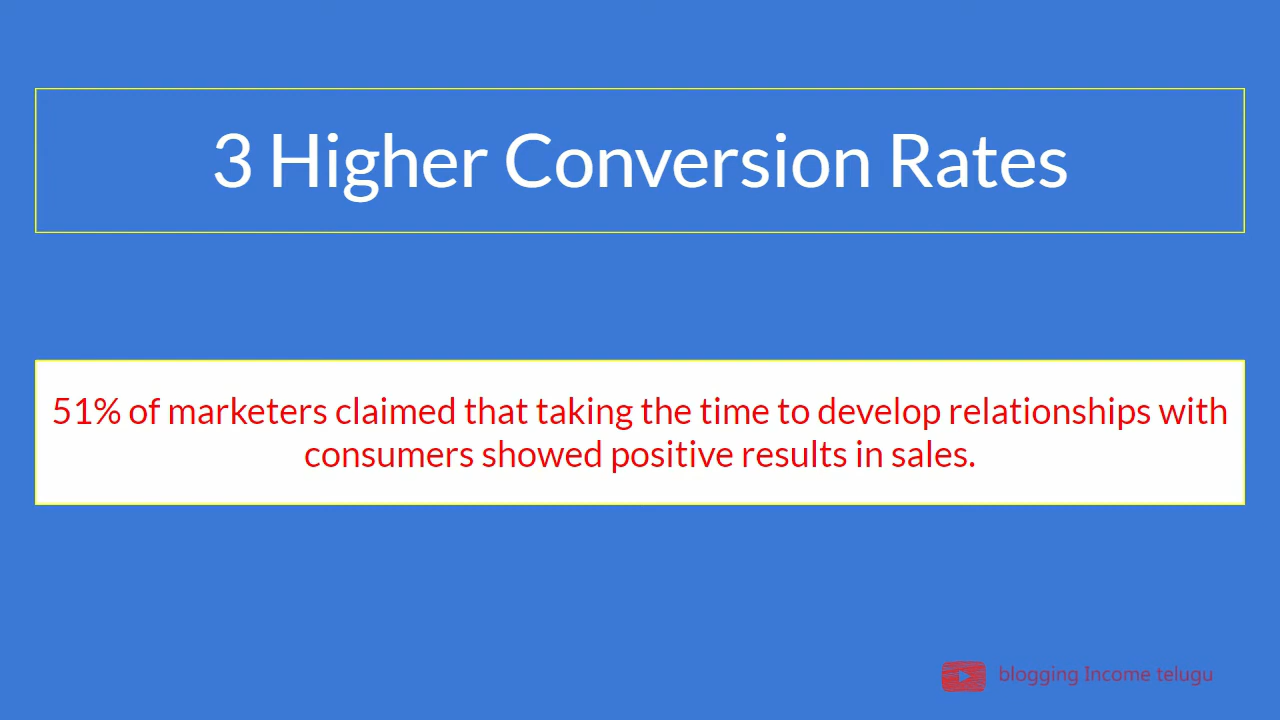 3 Higher Conversion Rates
51% of marketers claimed that taking the time to develop relationships with
consumers showed positive results in sales.
blogging Income telugu